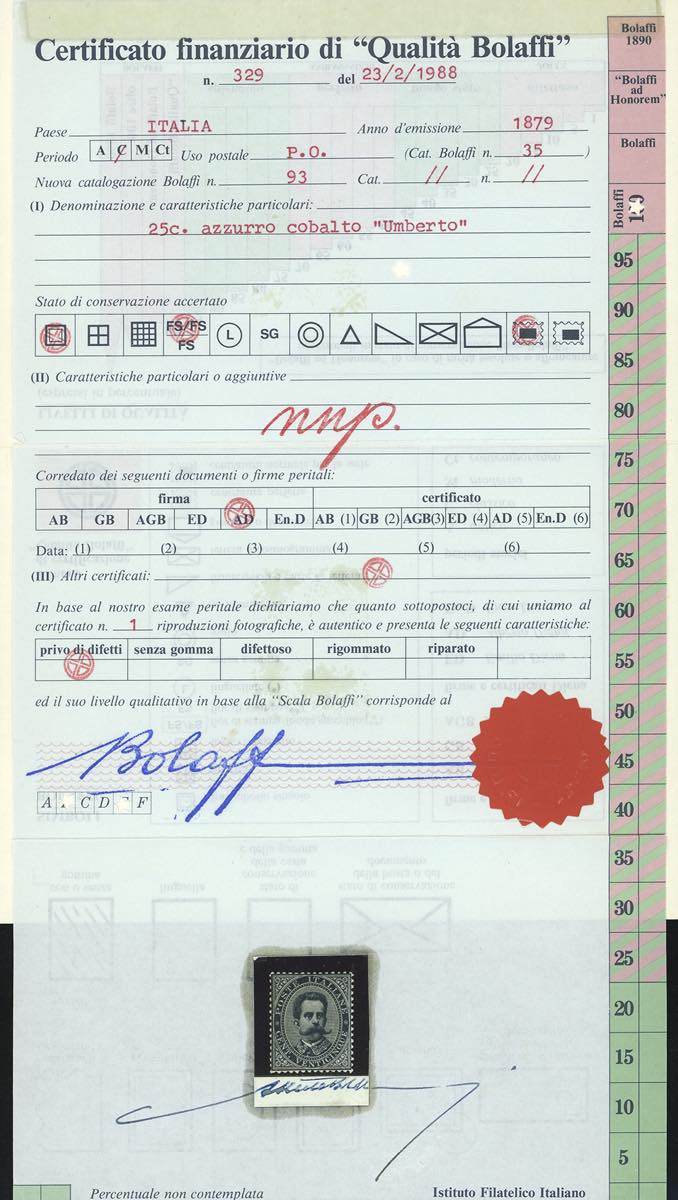 Certificato finanziario di "Qualità Bolaffi"
n. 329 del 23/2/1988
Paese ITALIA Anno d'emissione 1879
Periodo A C M Ct Uso postale P.O. (Cat. Bolaffi n. 35 )
Nuova catalogazione Bolaffi n. 93 Cat. // n. //
(I) Denominazione e caratteristiche particolari:
25c. azzurro cobalto "Umberto"
Stato di conservazione accertato
FS/FS
FS
L
SG
(II) Caratteristiche particolari o aggiuntive
nnp.
Corredato dei seguenti documenti o firme peritali:
firma certificato
AB GB AGB ED AD En.D AB (1) GB (2) AGB(3) ED (4) AD (5) En.D (6)
Data: (1) (2) (3) (4) (5) (6)
(III) Altri certificati:
In base al nostro esame peritale dichiariamo che quanto sottopostoci, di cui uniamo al
certificato n. 1 riproduzioni fotografiche, è autentico e presenta le seguenti caratteristiche:
privo di difetti senza gomma difettoso rigommato riparato
ed il suo livello qualitativo in base alla "Scala Bolaffi" corrisponde al
Bolaffi
A C D F
POSTE ITALIANE
CENT. VENTICINQUE
Percentuale non contemplata
Istituto Filatelico Italiano
Bolaffi
1890
"Bolaffi
ad
Honorem"
Bolaffi
Bolaffi
95
90
85
80
75
70
65
60
55
50
45
40
35
30
25
20
15
10
5